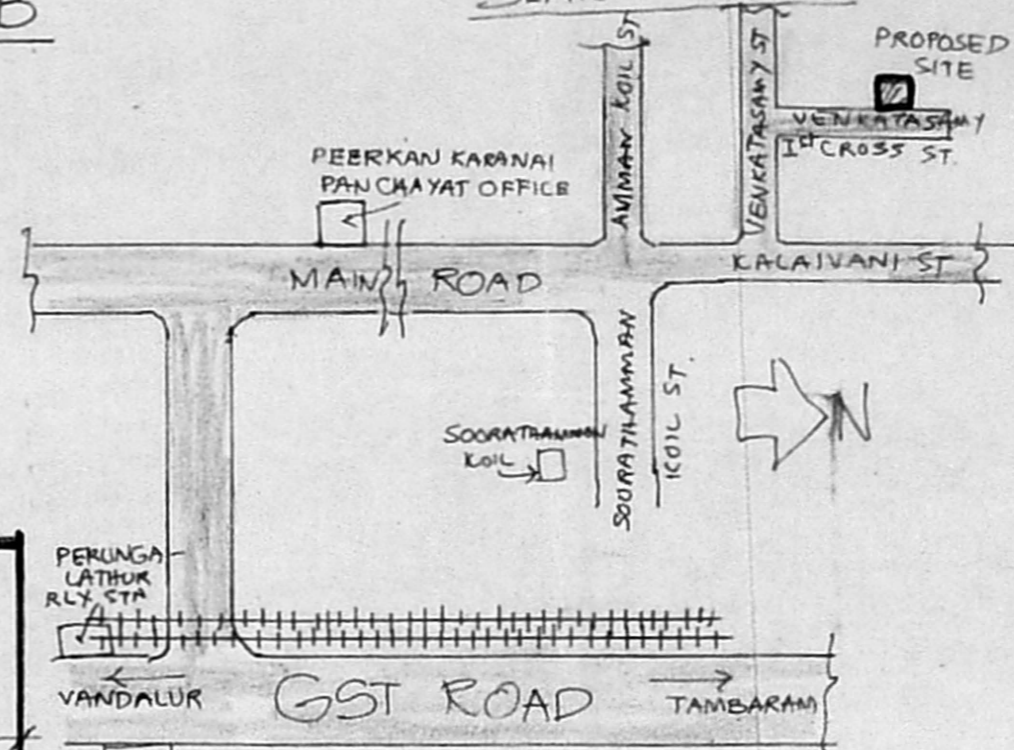 B
PROPOSED
SITE
AMMAN KOIL ST
VENKATASAMY ST
VENKATASAMY
Ist CROSS ST.
PEERKAN KARANAI
PANCHAYAT OFFICE
MAIN ROAD
KALAIVANI ST
SOORATHAMMAN
KOIL ST.
SOORATHAMMAN
KOIL
N
PERUNGA
LATHUR
RLY STA
VANDALUR
GST ROAD
TAMBARAM